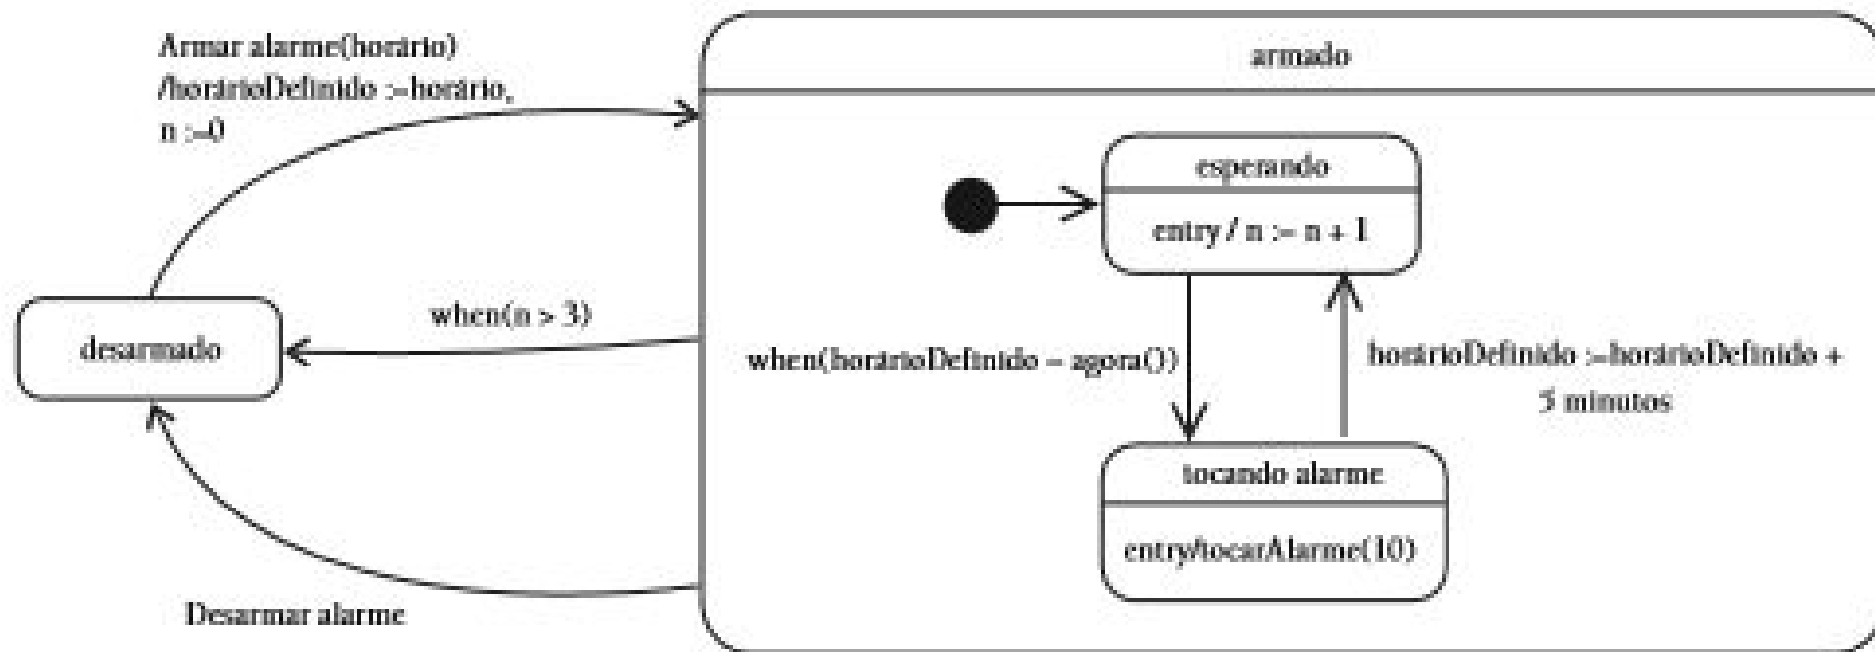 Armar alarme(horário)
/horárioDefinido :=horário,
n :=0
armado
esperando
entry / n := n + 1
when(n > 3)
desarmado
when(horárioDefinido = agora())
horárioDefinido :=horárioDefinido +
5 minutos
tocando alarme
entry/tocarAlarme(10)
Desarmar alarme